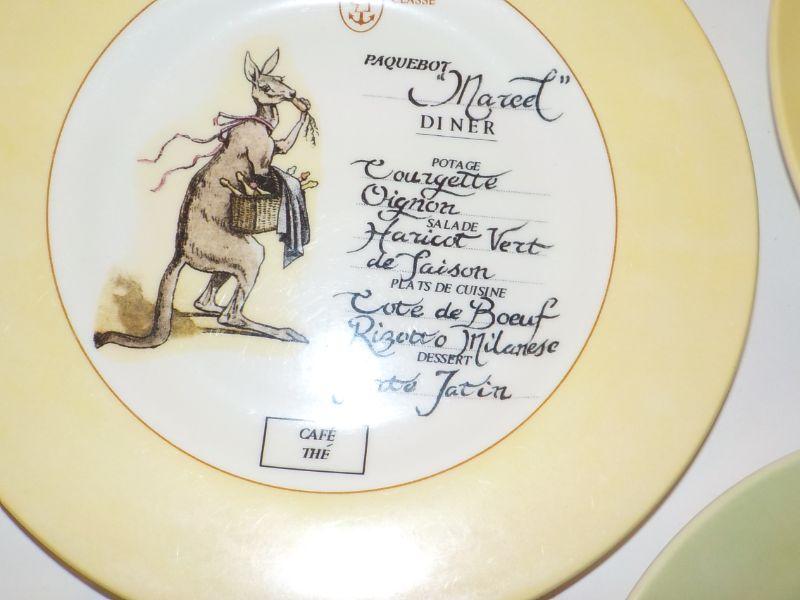 CLASSE
PAQUEBOT
"Marcel"
DINER
POTAGE
Courgette
Oignon
SALADE
Haricot Vert
de Saison
PLATS DE CUISINE
Coté de Boeuf
Rizotto Milanese
DESSERT
Tatin
CAFÉ
THÉ